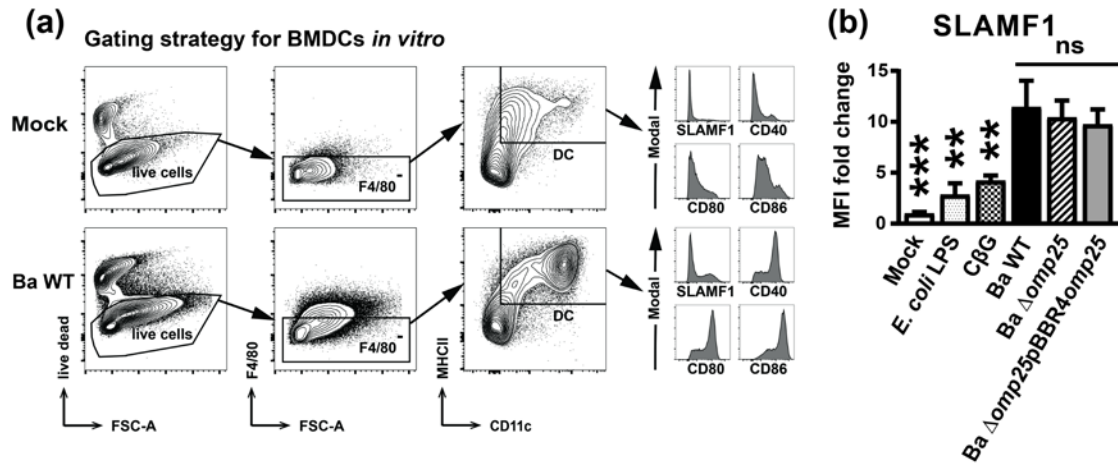 (a)
Gating strategy for BMDCs in vitro
Mock
live cells
F4/80 -
DC
Modal
SLAMF1
CD40
CD80
CD86
Ba WT
live cells
F4/80 -
DC
Modal
SLAMF1
CD40
CD80
CD86
live dead
FSC-A
F4/80
FSC-A
MHCII
CD11c
(b)
SLAMF1
ns
MFI fold change
15
10
5
0
***
**
**
Mock
E. coli LPS
CβG
Ba WT
Ba Δomp25
Ba Δomp25pBBR4omp25